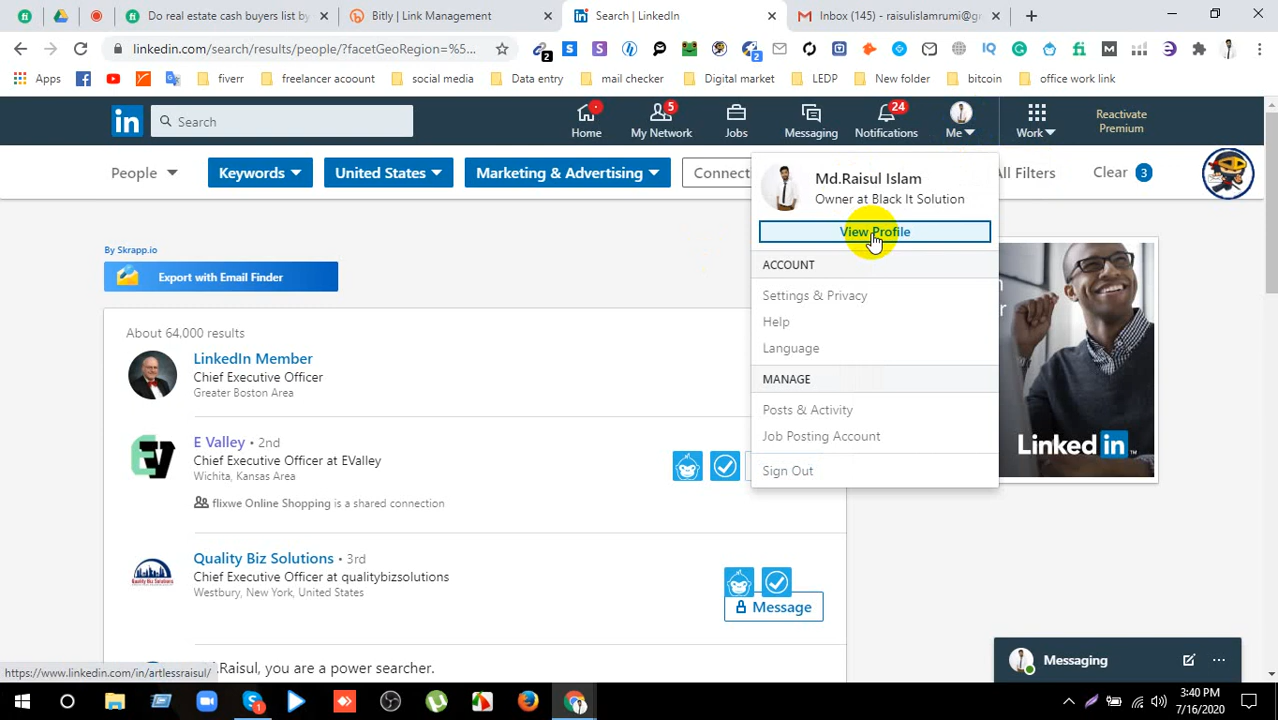 Do real estate cash buyers list by
Bitly | Link Management
Search | LinkedIn
Inbox (145) - raisulislamrumi@g
linkedin.com/search/results/people/?facetGeoRegion=%5...
Apps
fiverr
freelancer acount
social media
Data entry
mail checker
Digital market
LEDP
New folder
bitcoin
office work link
in
Search
Home
My Network
5
Jobs
Messaging
Notifications
24
Me
Work
Reactivate
Premium
People
Keywords
United States
Marketing & Advertising
Connect
All Filters
Clear
3
Md.Raisul Islam
Owner at Black It Solution
View Profile
ACCOUNT
Settings & Privacy
Help
Language
MANAGE
Posts & Activity
Job Posting Account
Sign Out
By Skrapp.io
Export with Email Finder
About 64,000 results
LinkedIn Member
Chief Executive Officer
Greater Boston Area
E Valley • 2nd
Chief Executive Officer at EValley
Wichita, Kansas Area
flixwe Online Shopping is a shared connection
Quality Biz Solutions • 3rd
Chief Executive Officer at qualitybizsolutions
Westbury, New York, United States
Message
.Raisul, you are a power searcher.
Linked in
Messaging
https://www.linkedin.com/in/artlessraisul/
3:40 PM
7/16/2020